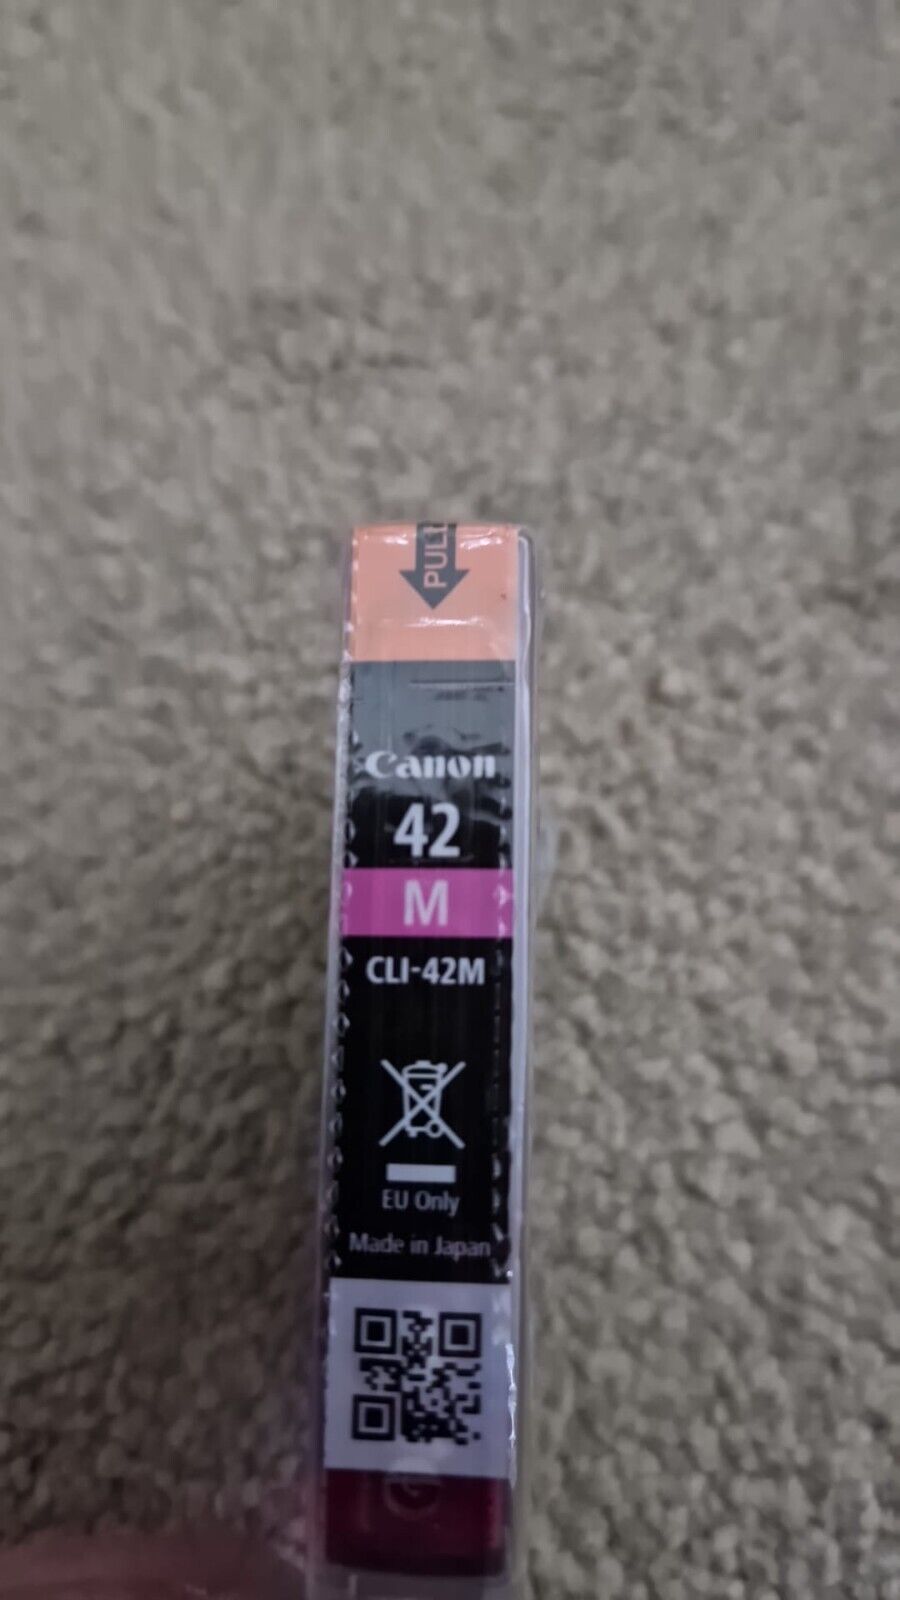 PULL
Canon
42
M
CLI-42M
EU Only
Made in Japan